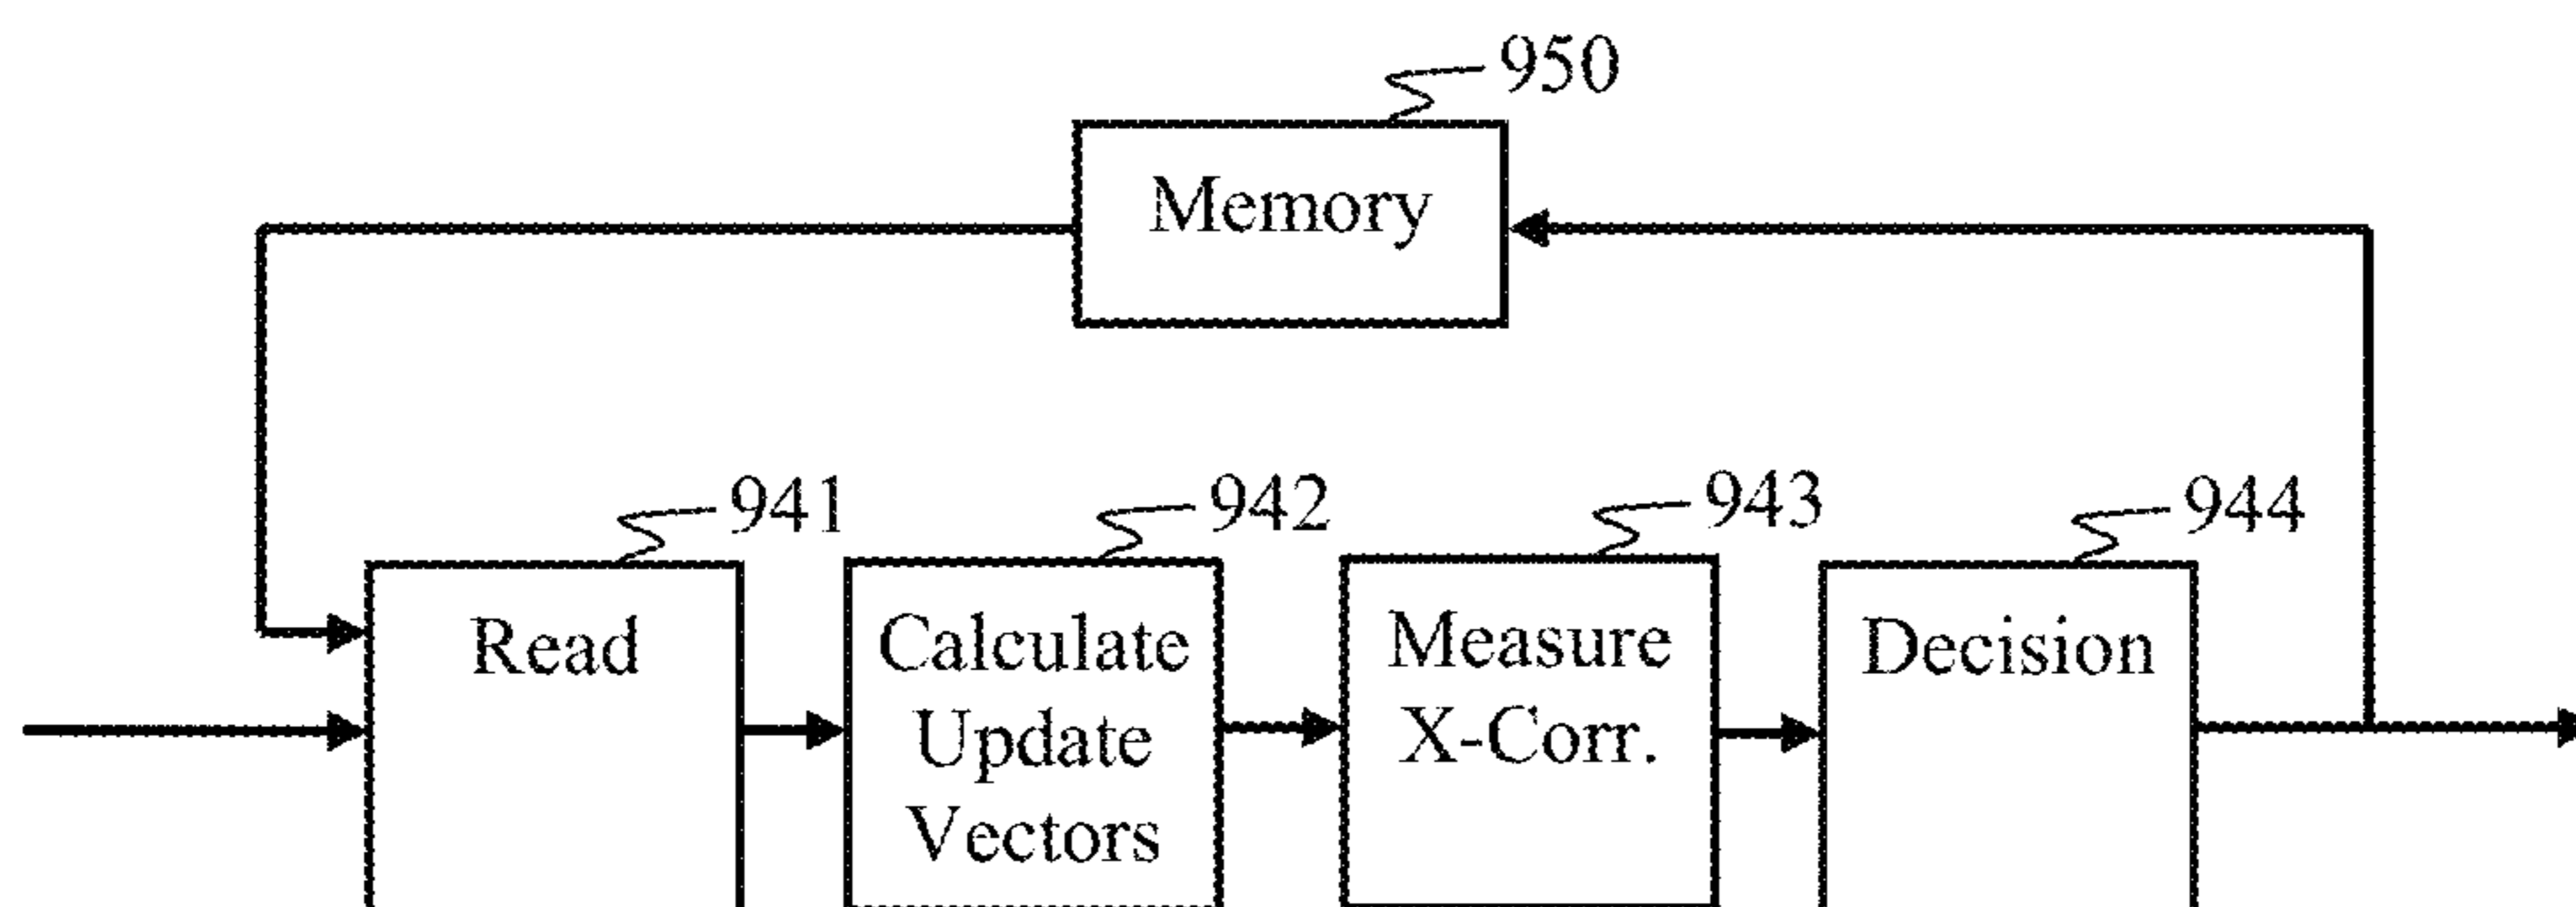 950
Memory
941
942
943
944
Read
Calculate
Update
Vectors
Measure
X-Corr.
Decision